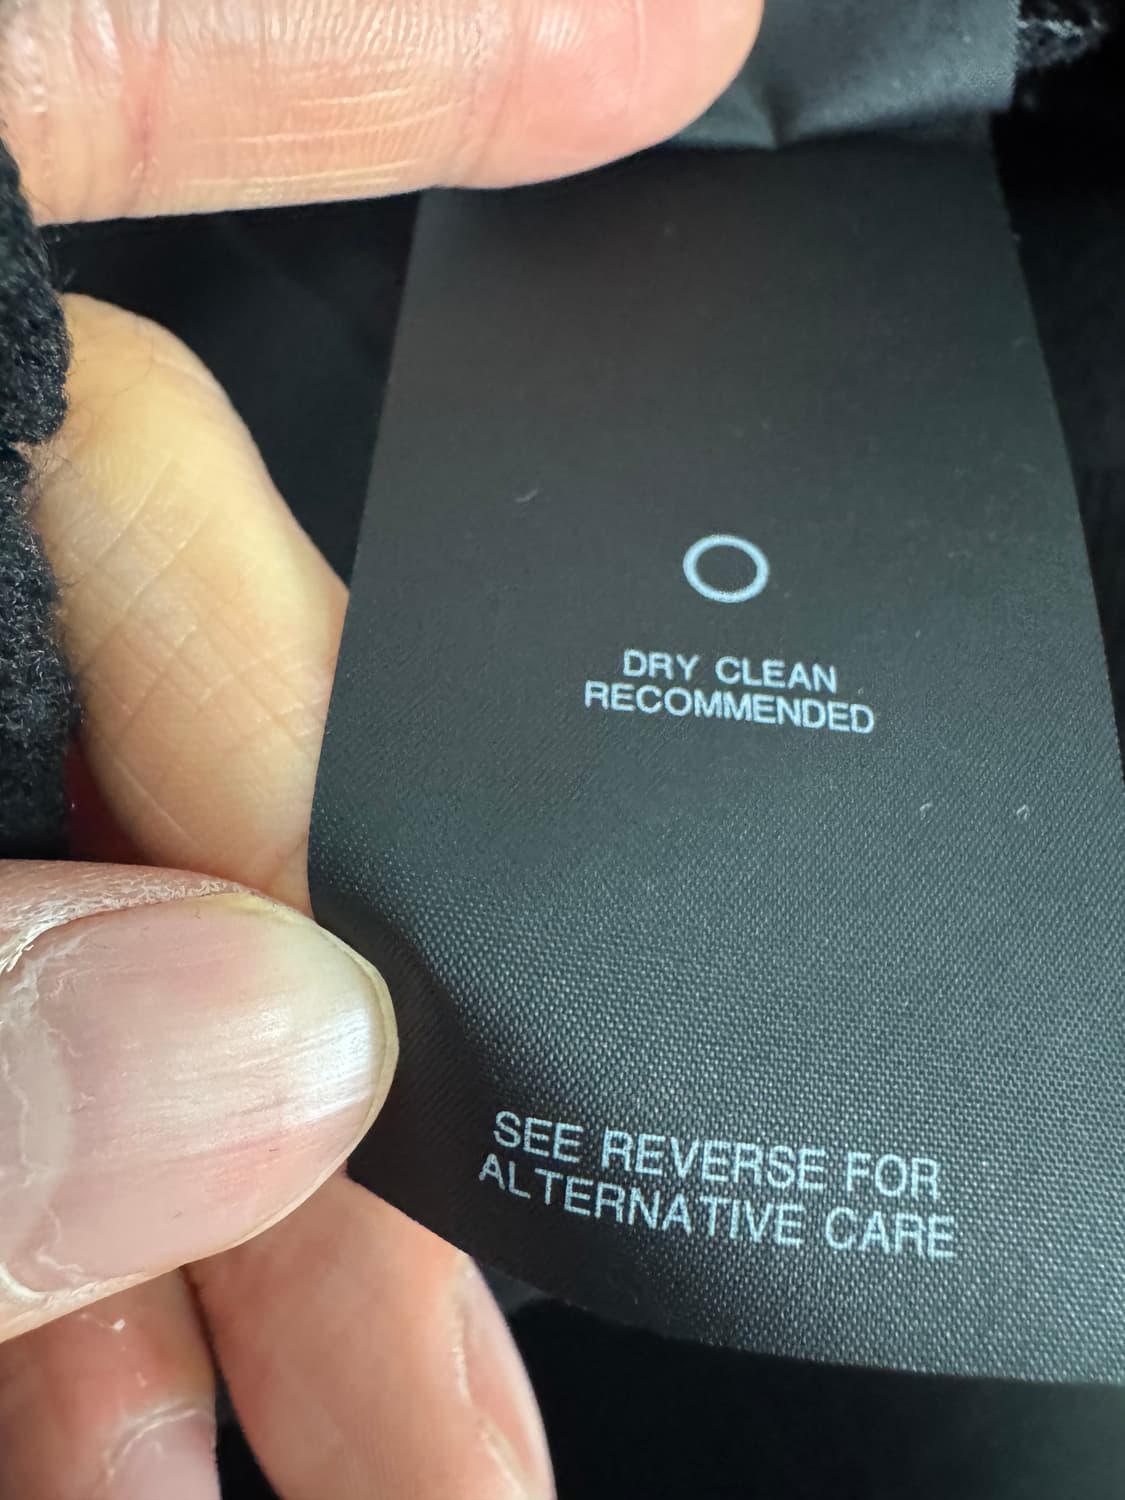 DRY CLEAN
RECOMMENDED
SEE REVERSE FOR
ALTERNATIVE CARE